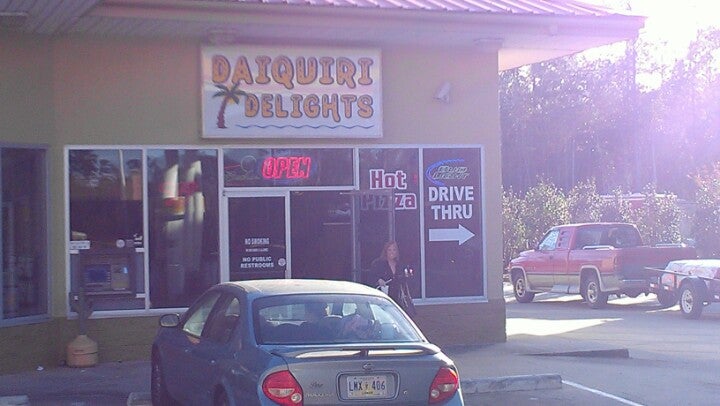 DAIQUIRI
DELIGHTS
OPEN
Hot
Pizza
DRIVE
THRU
NO SMOKING
NO PUBLIC
RESTROOMS
LMX 406